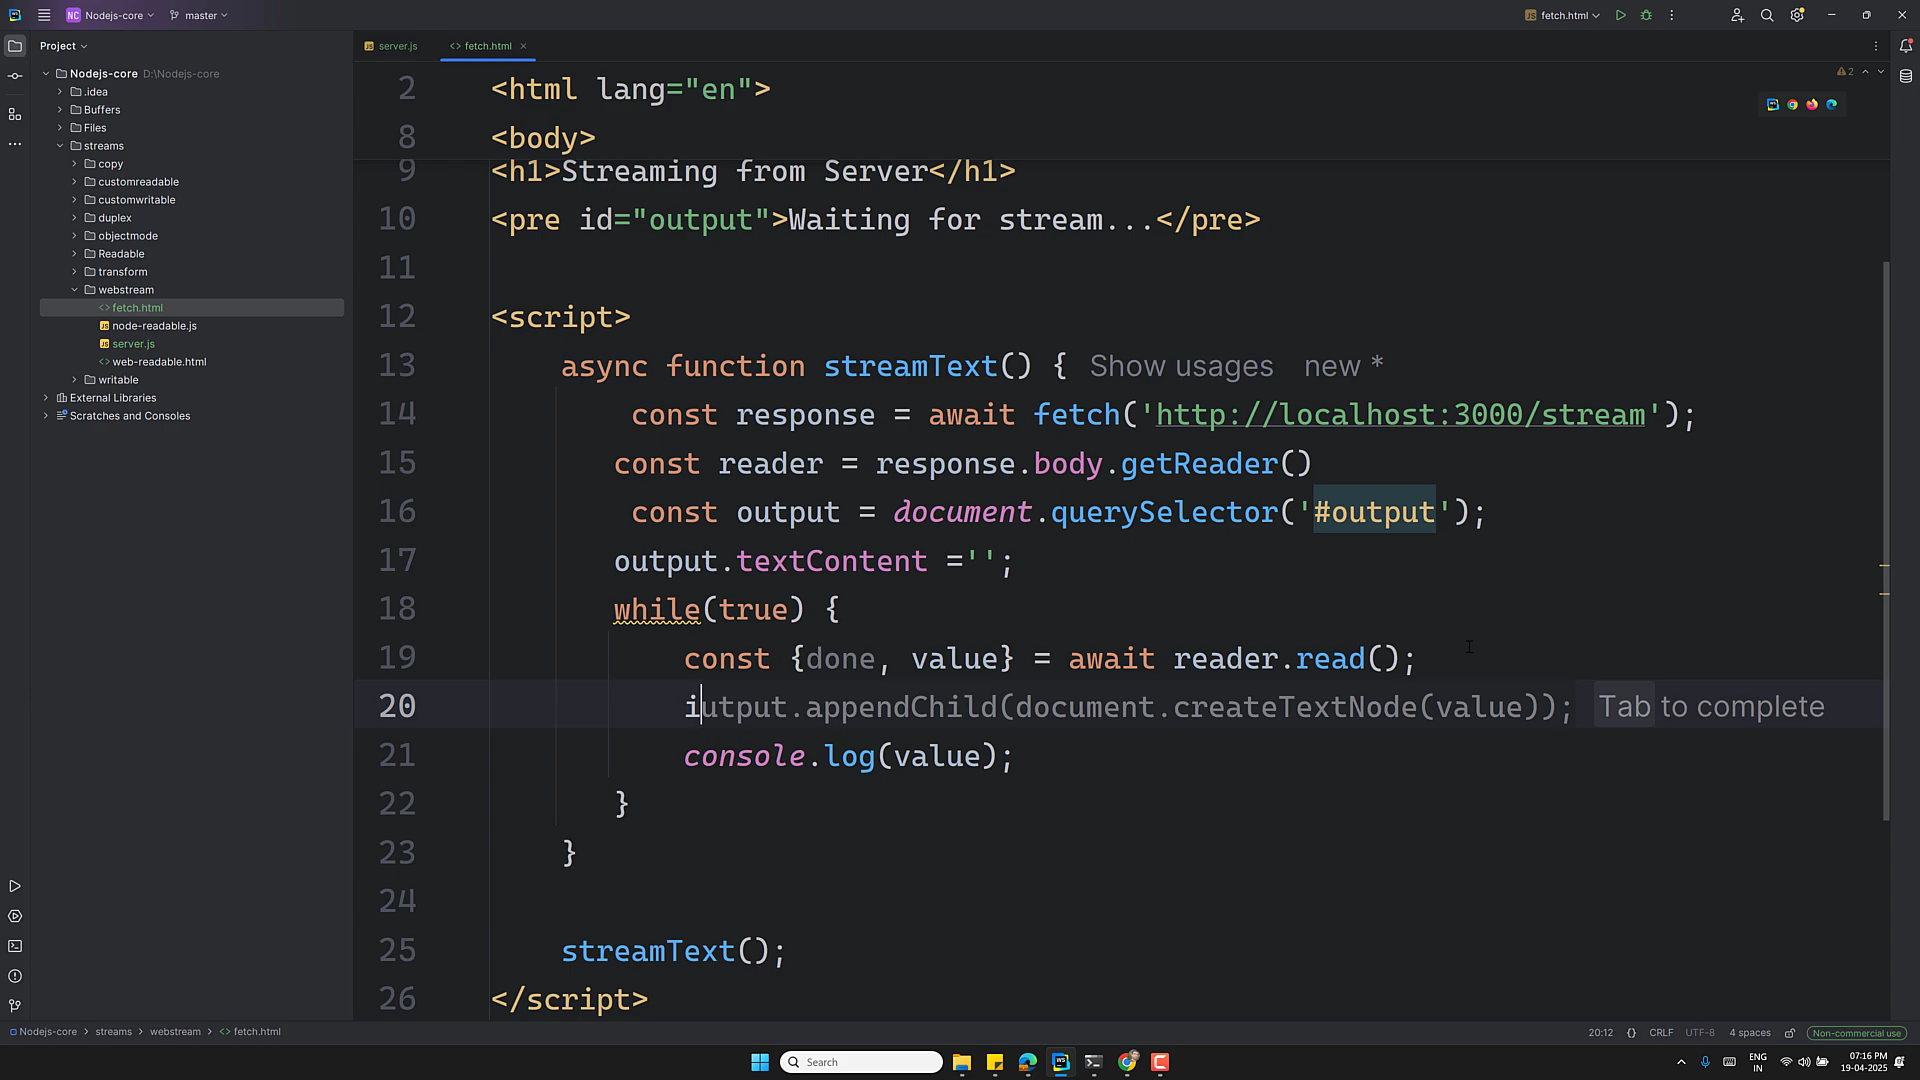 NC Nodejs-core master fetch.html
Project server.js fetch.html
Nodejs-core D:\Nodejs-core
.idea
Buffers
Files
streams
copy
customreadable
customwritable
duplex
objectmode
Readable
transform
webstream
fetch.html
node-readable.js
server.js
web-readable.html
writable
External Libraries
Scratches and Consoles
2
2 <html lang="en">
8 <body>
9 <h1>Streaming from Server</h1>
10 <pre id="output">Waiting for stream...</pre>
11
12 <script>
13 async function streamText() { Show usages new *
14 const response = await fetch('http://localhost:3000/stream');
15 const reader = response.body.getReader()
16 const output = document.querySelector('#output');
17 output.textContent ='';
18 while(true) {
19 const {done, value} = await reader.read();
20 iutput.appendChild(document.createTextNode(value)); Tab to complete
21 console.log(value);
22 }
23 }
24
25 streamText();
26 </script>
Nodejs-core > streams > webstream > fetch.html 20:12 {} CRLF UTF-8 4 spaces Non-commercial use
Search ENG IN 07:16 PM 19-04-2025